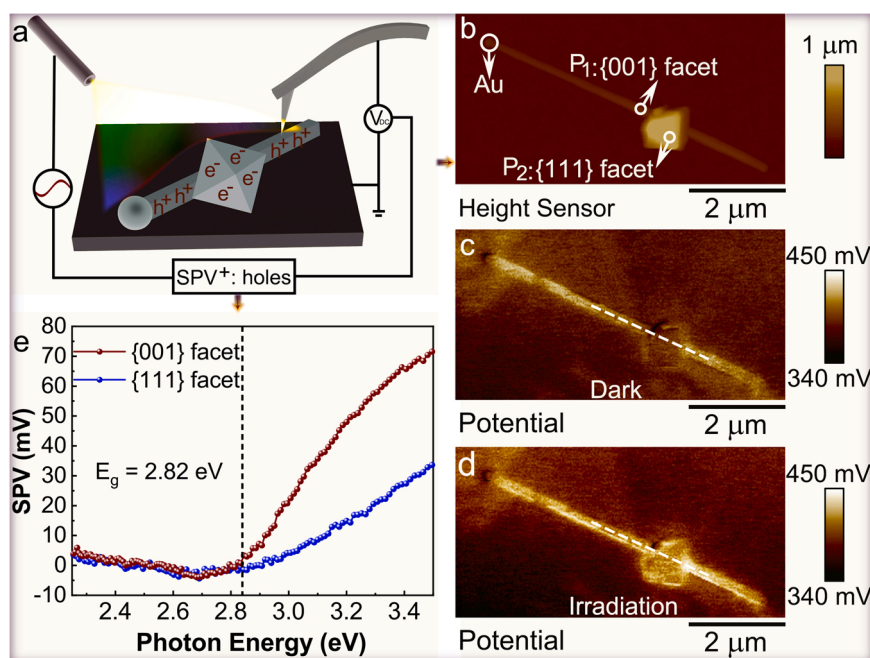 a
V_DC
h+ h+
e-
e- e-
e-
h+ h+
SPV+: holes
b
Au
P1:{001} facet
P2:{111} facet
Height Sensor
2 μm
1 μm
c
Dark
Potential
2 μm
450 mV
340 mV
d
Irradiation
Potential
2 μm
450 mV
340 mV
e
{001} facet
{111} facet
Eg = 2.82 eV
SPV (mV)
80
70
60
50
40
30
20
10
0
-10
2.4 2.6 2.8 3.0 3.2 3.4
Photon Energy (eV)